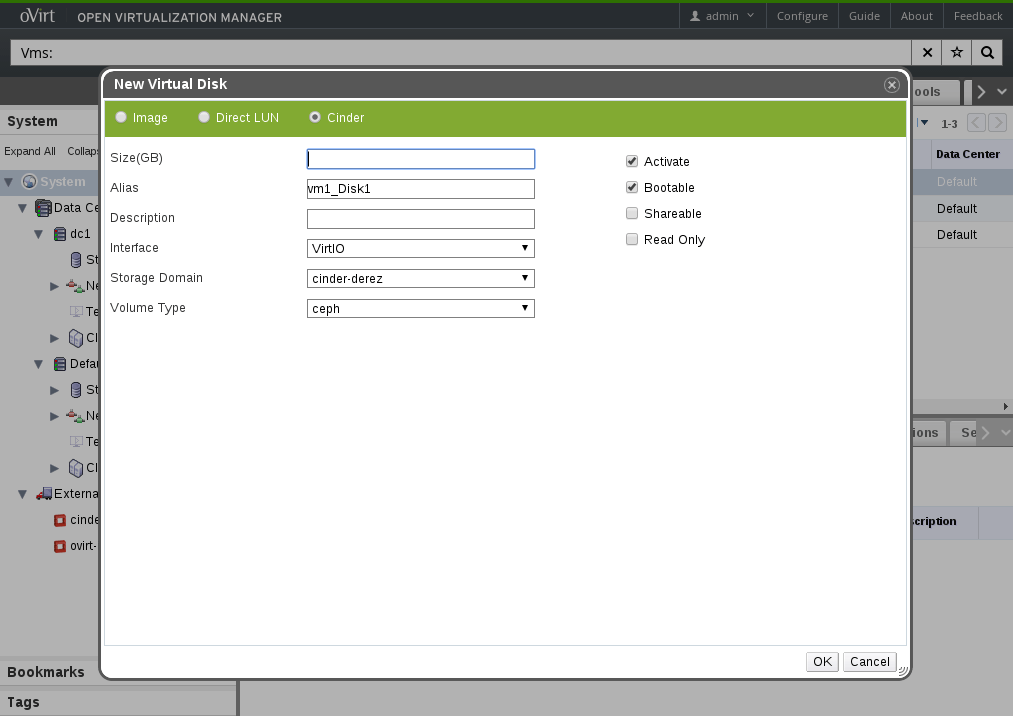 oVirt OPEN VIRTUALIZATION MANAGER admin Configure Guide About Feedback
Vms:
New Virtual Disk
ools
System
Image Direct LUN Cinder
1-3
Expand All Collaps
Size(GB)
Activate
Data Center
Alias vm1_Disk1
Bootable
System
Default
Description
Shareable
Data Ce
Default
Interface VirtIO
Read Only
dc1
Default
St
Storage Domain cinder-derez
Ne
Volume Type ceph
Te
Cl
Defau
St
Ne
ions Se
Te
Cl
Externa
cinde
cription
ovirt-
OK Cancel
Bookmarks
Tags